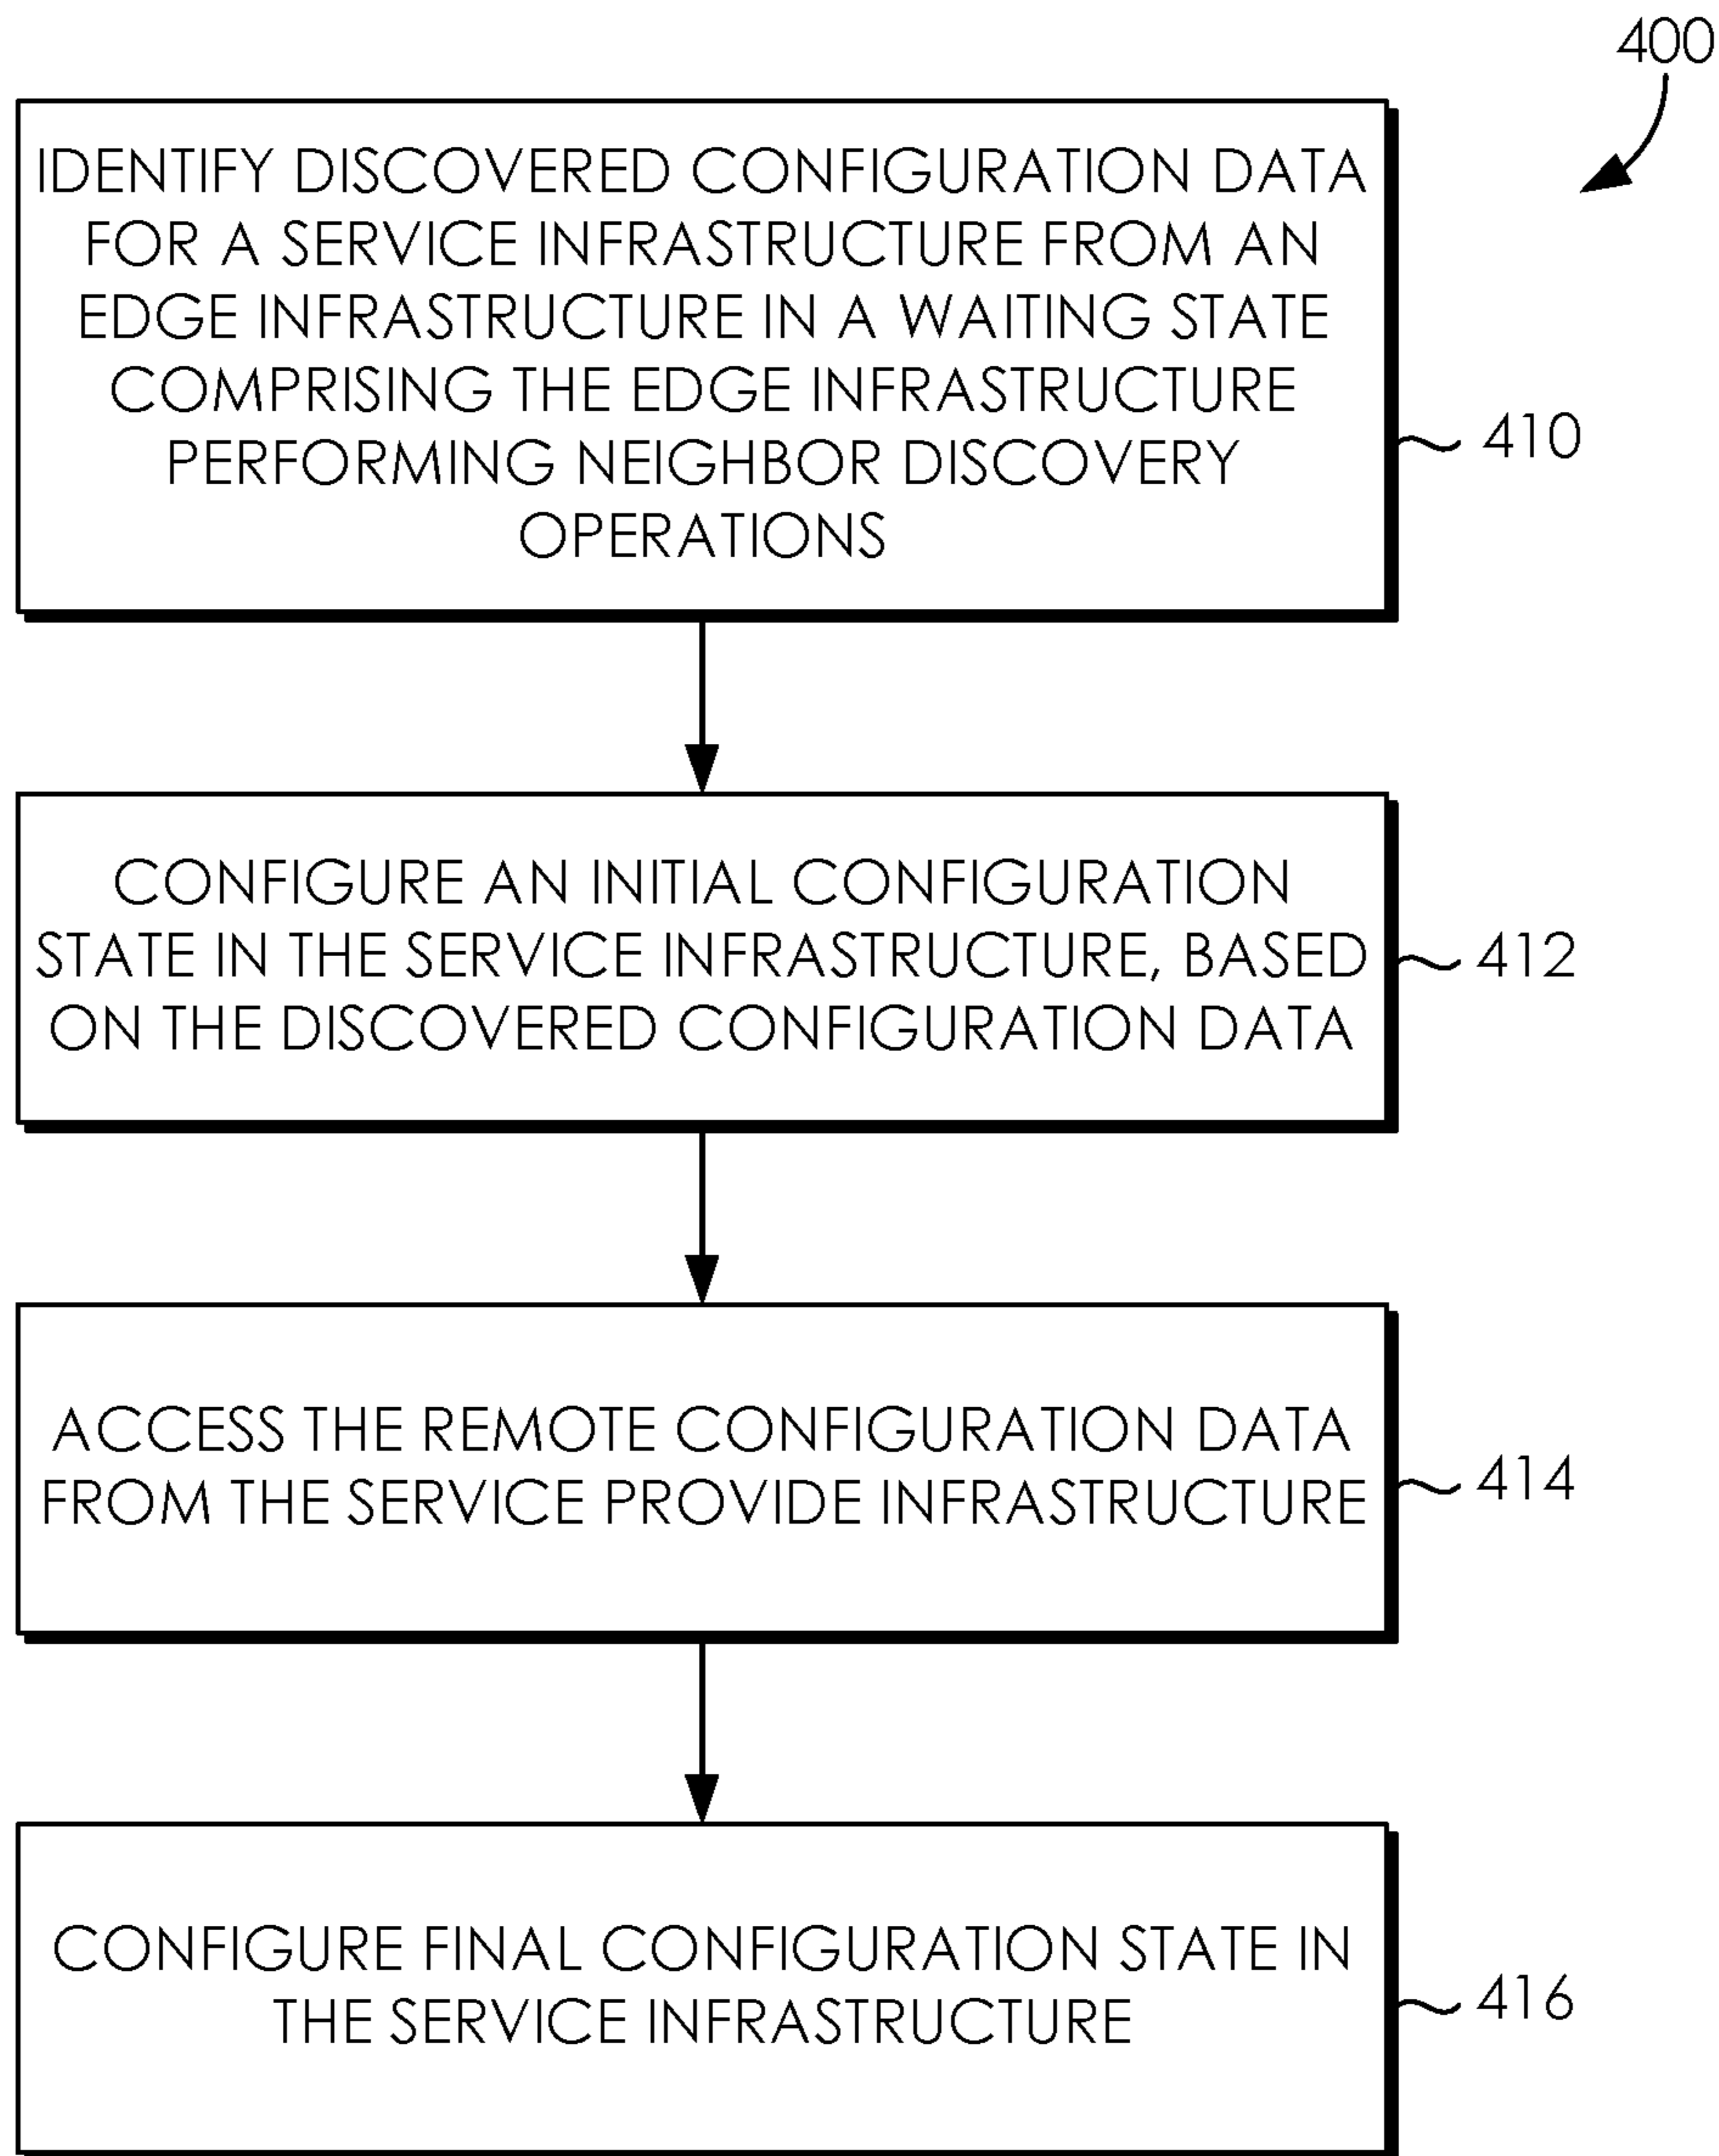 400
IDENTIFY DISCOVERED CONFIGURATION DATA
FOR A SERVICE INFRASTRUCTURE FROM AN
EDGE INFRASTRUCTURE IN A WAITING STATE
COMPRISING THE EDGE INFRASTRUCTURE
PERFORMING NEIGHBOR DISCOVERY
OPERATIONS
410
CONFIGURE AN INITIAL CONFIGURATION
STATE IN THE SERVICE INFRASTRUCTURE, BASED
ON THE DISCOVERED CONFIGURATION DATA
412
ACCESS THE REMOTE CONFIGURATION DATA
FROM THE SERVICE PROVIDE INFRASTRUCTURE
414
CONFIGURE FINAL CONFIGURATION STATE IN
THE SERVICE INFRASTRUCTURE
416